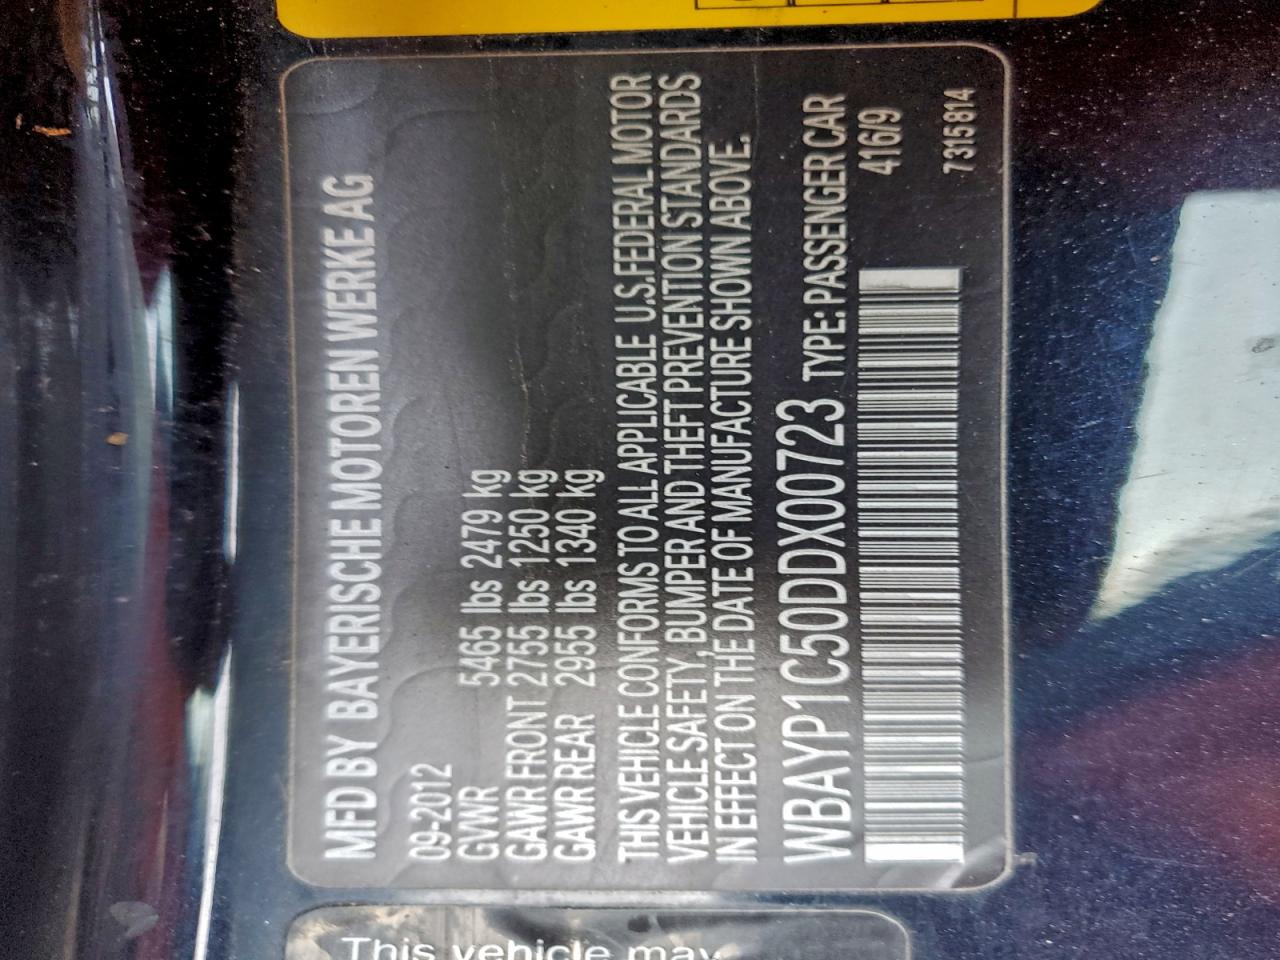 MFD BY BAYERISCHE MOTOREN WERKE AG
09-2012
GVWR 5465 lbs 2479 kg
GAWR FRONT 2755 lbs 1250 kg
GAWR REAR 2955 lbs 1340 kg
THIS VEHICLE CONFORMS TO ALL APPLICABLE U.S.FEDERAL MOTOR
VEHICLE SAFETY, BUMPER AND THEFT PREVENTION STANDARDS
IN EFFECT ON THE DATE OF MANUFACTURE SHOWN ABOVE.
WBAYP1C50DDX00723 TYPE: PASSENGER CAR
416/9
7315814
This vehicle may